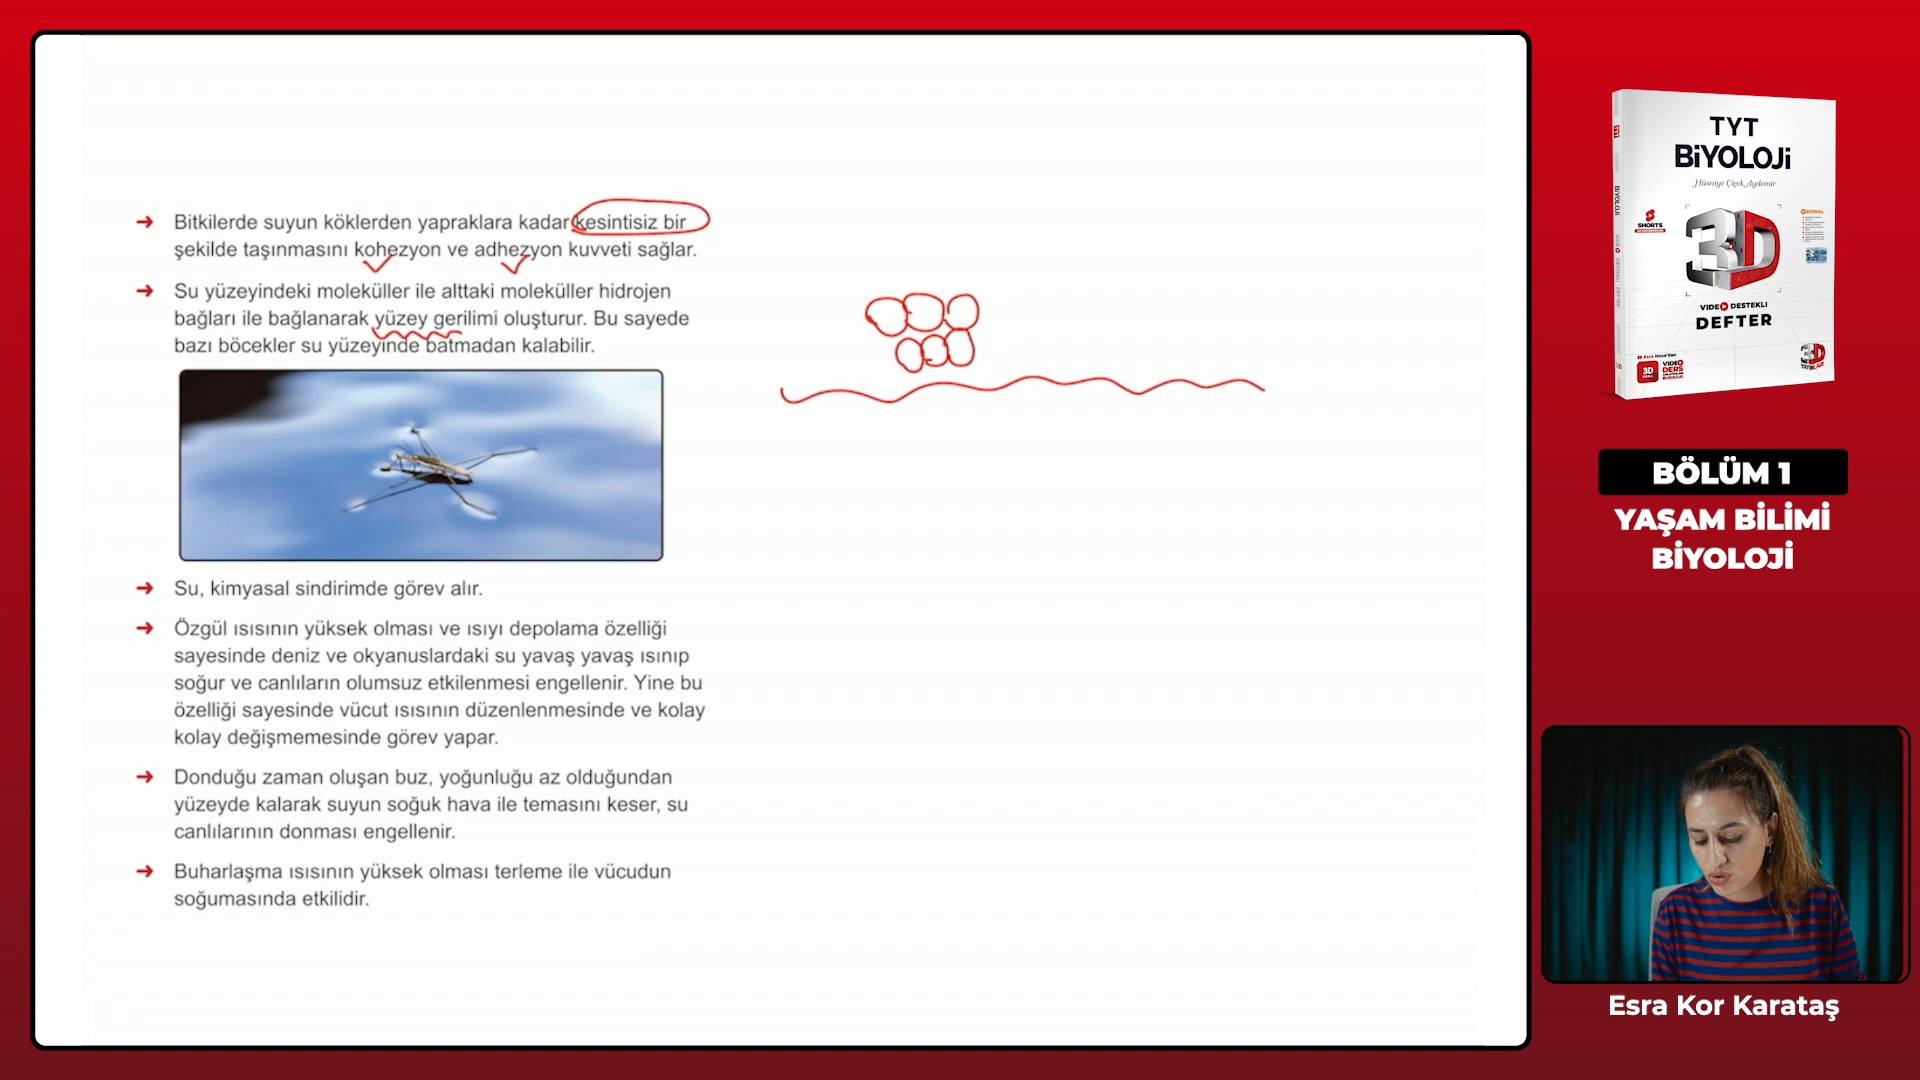 ➜ Bitkilerde suyun köklerden yapraklara kadar kesintisiz bir
şekilde taşınmasını kohezyon ve adhezyon kuvveti sağlar.
➜ Su yüzeyindeki moleküller ile alttaki moleküller hidrojen
bağları ile bağlanarak yüzey gerilimi oluşturur. Bu sayede
bazı böcekler su yüzeyinde batmadan kalabilir.
➜ Su, kimyasal sindirimde görev alır.
➜ Özgül ısısının yüksek olması ve ısıyı depolama özelliği
sayesinde deniz ve okyanuslardaki su yavaş yavaş ısınıp
soğur ve canlıların olumsuz etkilenmesi engellenir. Yine bu
özelliği sayesinde vücut ısısının düzenlenmesinde ve kolay
kolay değişmemesinde görev yapar.
➜ Donduğu zaman oluşan buz, yoğunluğu az olduğundan
yüzeyde kalarak suyun soğuk hava ile temasını keser, su
canlılarının donması engellenir.
➜ Buharlaşma ısısının yüksek olması terleme ile vücudun
soğumasında etkilidir.
TYT
BİYOLOJİ
Hüsniye Çiçek Aydemir
SHORTS
3D
VIDEO DESTEKLİ
DEFTER
BÖLÜM 1
YAŞAM BİLİMİ
BİYOLOJİ
Esra Kor Karataş